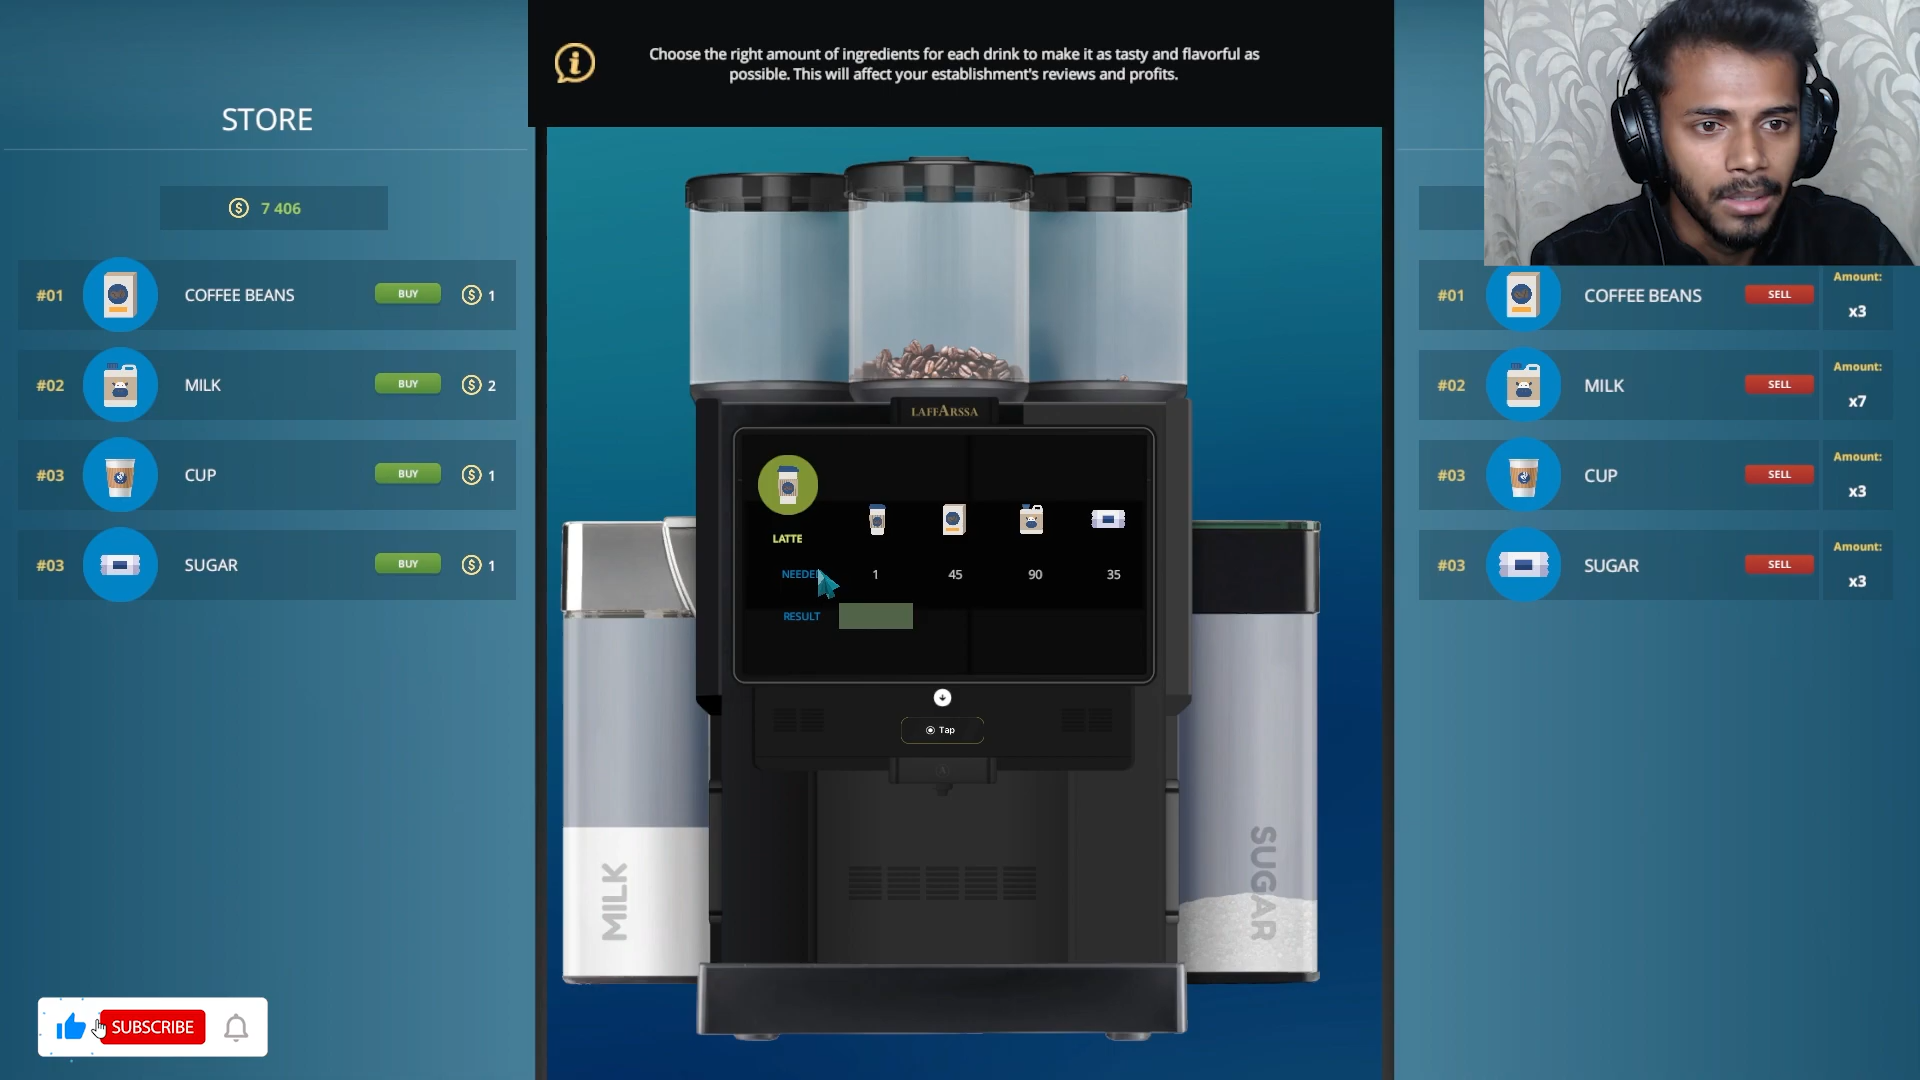 Choose the right amount of ingredients for each drink to make it as tasty and flavorful as
possible. This will affect your establishment's reviews and profits.
STORE
7 406
#01 COFFEE BEANS BUY 1
#02 MILK BUY 2
#03 CUP BUY 1
#03 SUGAR BUY 1
LAFFARSSA
LATTE
NEEDED 1 45 90 35
RESULT
Tap
MILK
SUGAR
#01 COFFEE BEANS SELL Amount: x3
#02 MILK SELL Amount: x7
#03 CUP SELL Amount: x3
#03 SUGAR SELL Amount: x3
SUBSCRIBE